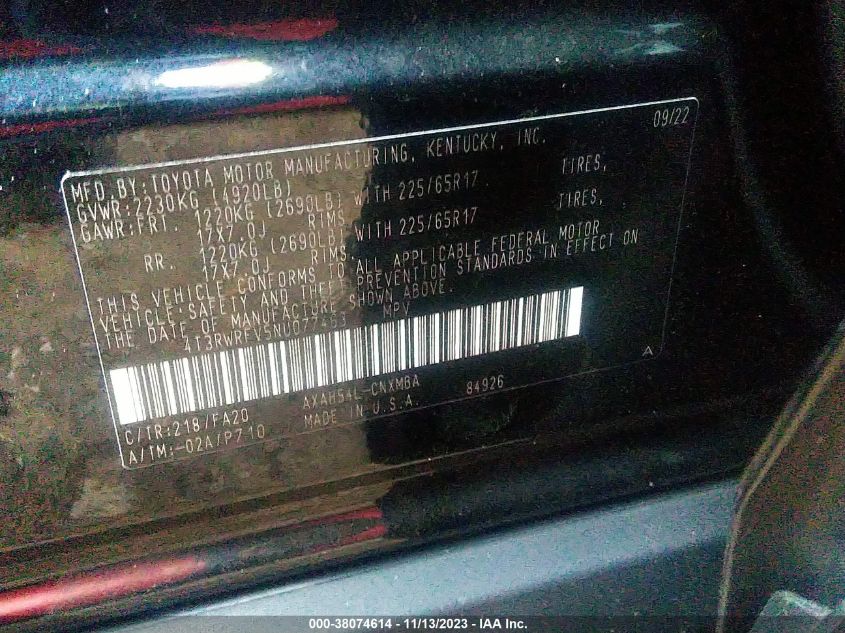 09/22
MFD. BY: TOYOTA MOTOR MANUFACTURING, KENTUCKY, INC.
GVWR: 2230KG (4920LB)
GAWR: FRT. 1220KG (2690LB) WITH 225/65R17 TIRES,
17X7.0J RIMS,
RR. 1220KG (2690LB) WITH 225/65R17 TIRES,
17X7.0J RIMS.
THIS VEHICLE CONFORMS TO ALL APPLICABLE FEDERAL MOTOR
VEHICLE SAFETY AND THEFT PREVENTION STANDARDS IN EFFECT ON
THE DATE OF MANUFACTURE SHOWN ABOVE.
MPV
A
C/TR: 218/FA20 AXAH54L-CNXMBA 84926
A/TM: -02A/P710 MADE IN U.S.A.
000-38074614 - 11/13/2023 - IAA Inc.